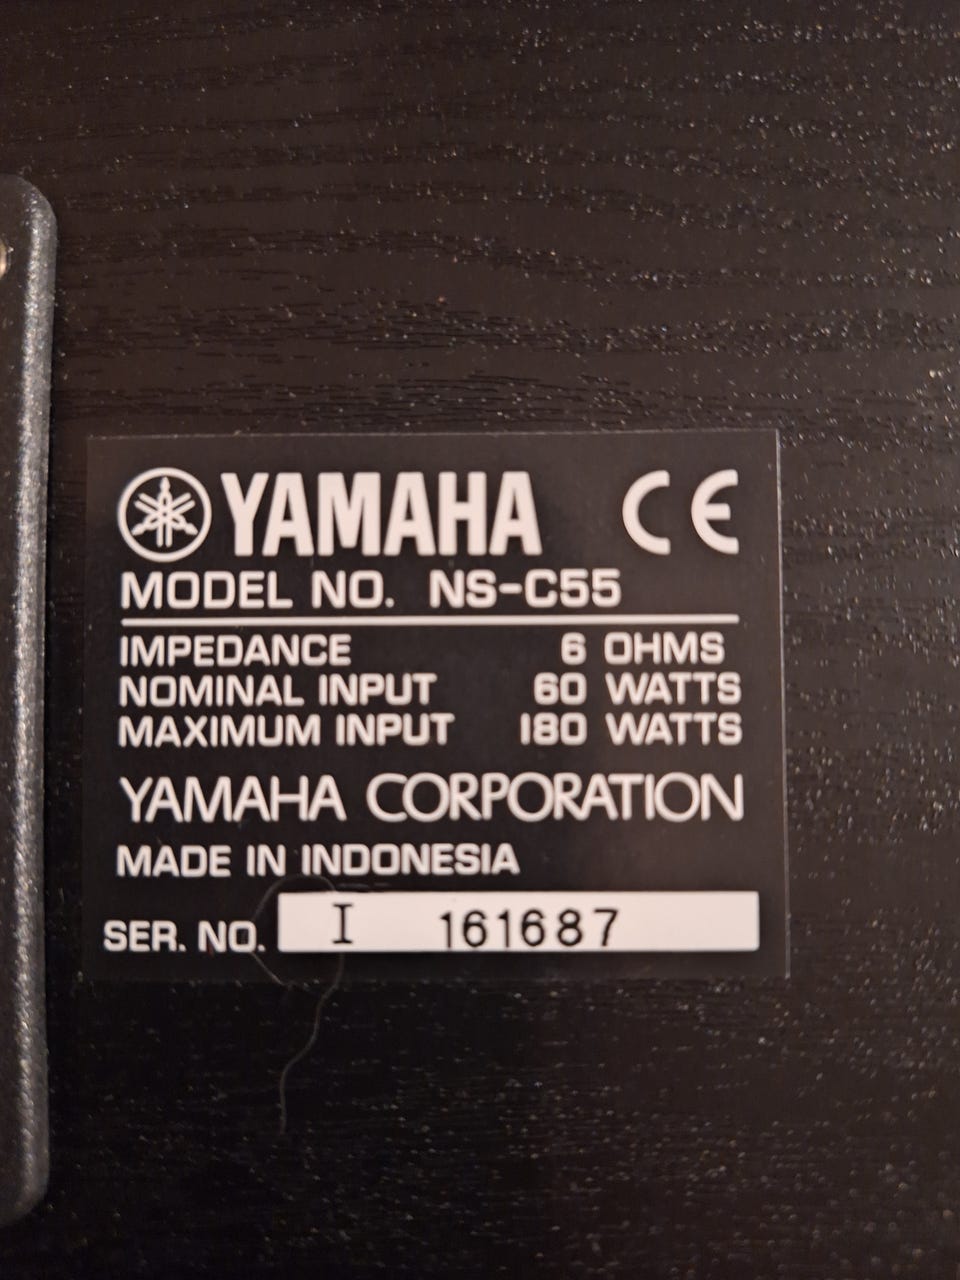 YAMAHA CE
MODEL NO. NS-C55
IMPEDANCE 6 OHMS
NOMINAL INPUT 60 WATTS
MAXIMUM INPUT 180 WATTS
YAMAHA CORPORATION
MADE IN INDONESIA
SER. NO. I 161687